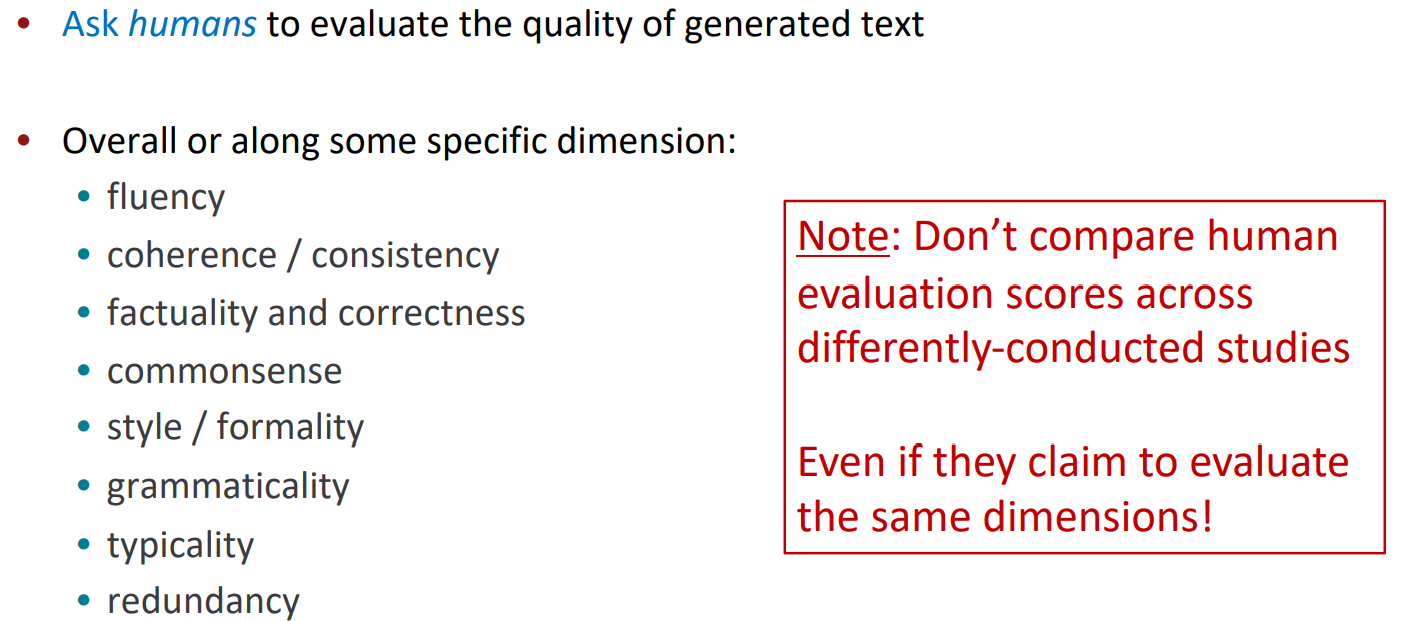 • Ask humans to evaluate the quality of generated text
• Overall or along some specific dimension:
• fluency
• coherence / consistency
• factuality and correctness
• commonsense
• style / formality
• grammaticality
• typicality
• redundancy
Note: Don’t compare human
evaluation scores across
differently-conducted studies
Even if they claim to evaluate
the same dimensions!